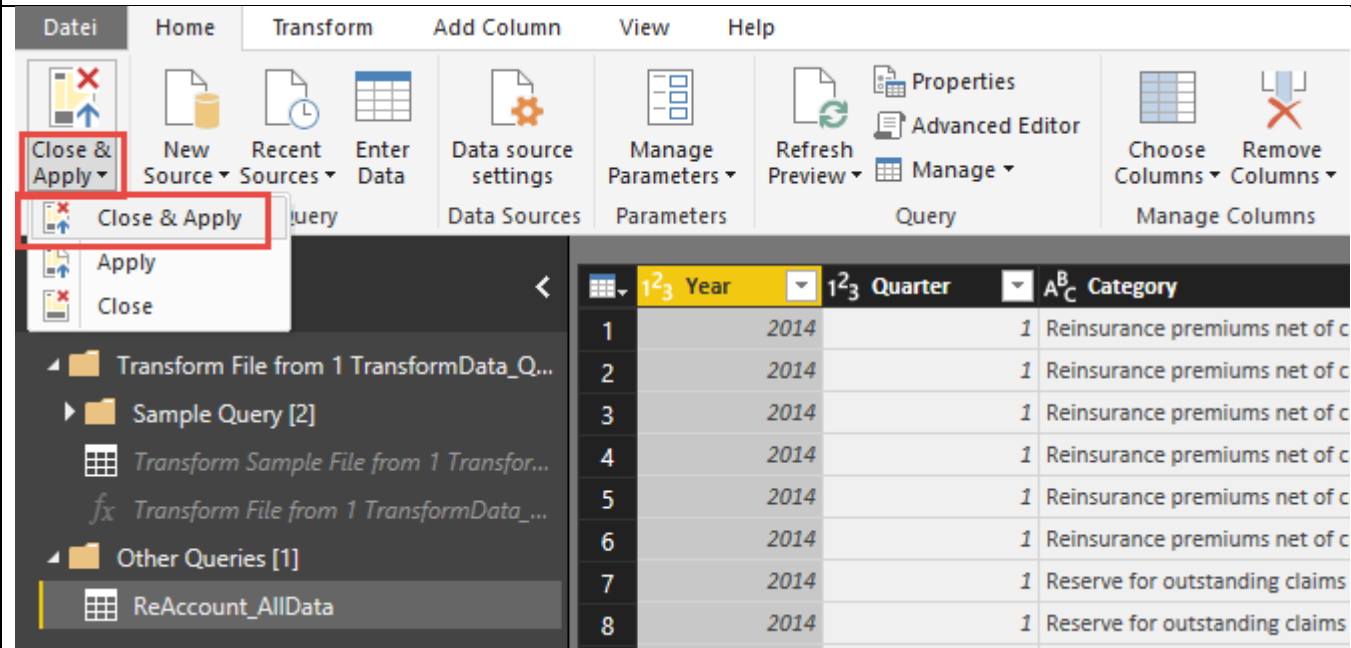 Datei Home Transform Add Column View Help
Close & Apply
New Source
Recent Sources
Enter Data
Data source settings
Manage Parameters
Refresh Preview
Properties
Advanced Editor
Manage
Choose Columns
Remove Columns
Data Sources Parameters Query Manage Columns
Close & Apply
Apply
Close
Transform File from 1 TransformData_Q...
Sample Query [2]
Transform Sample File from 1 Transfor...
fx Transform File from 1 TransformData_...
Other Queries [1]
ReAccount_AllData
1²3 Year 1²3 Quarter ABC Category
1 2014 1 Reinsurance premiums net of c
2 2014 1 Reinsurance premiums net of c
3 2014 1 Reinsurance premiums net of c
4 2014 1 Reinsurance premiums net of c
5 2014 1 Reinsurance premiums net of c
6 2014 1 Reinsurance premiums net of c
7 2014 1 Reserve for outstanding claims
8 2014 1 Reserve for outstanding claims